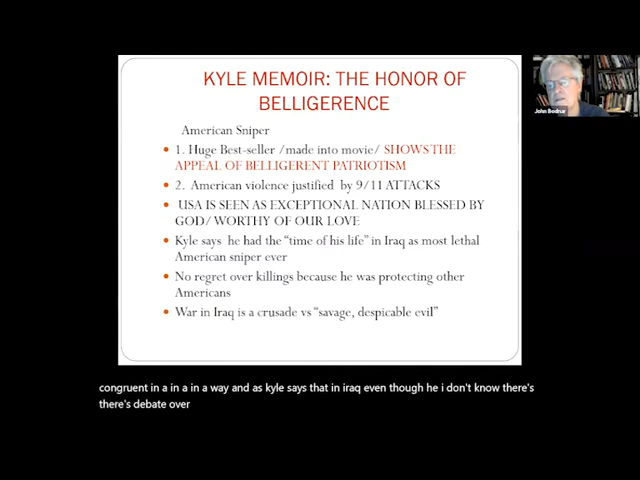 KYLE MEMOIR: THE HONOR OF
BELLIGERENCE
John Bodnar
American Sniper
• 1. Huge Best-seller /made into movie/ SHOWS THE
APPEAL OF BELLIGERENT PATRIOTISM
• 2. American violence justified by 9/11 ATTACKS
• USA IS SEEN AS EXCEPTIONAL NATION BLESSED BY
GOD/ WORTHY OF OUR LOVE
• Kyle says he had the “time of his life” in Iraq as most lethal
American sniper ever
• No regret over killings because he was protecting other
Americans
• War in Iraq is a crusade vs “savage, despicable evil”
congruent in a in a in a way and as kyle says that in iraq even though he i don't know there's
there's debate over